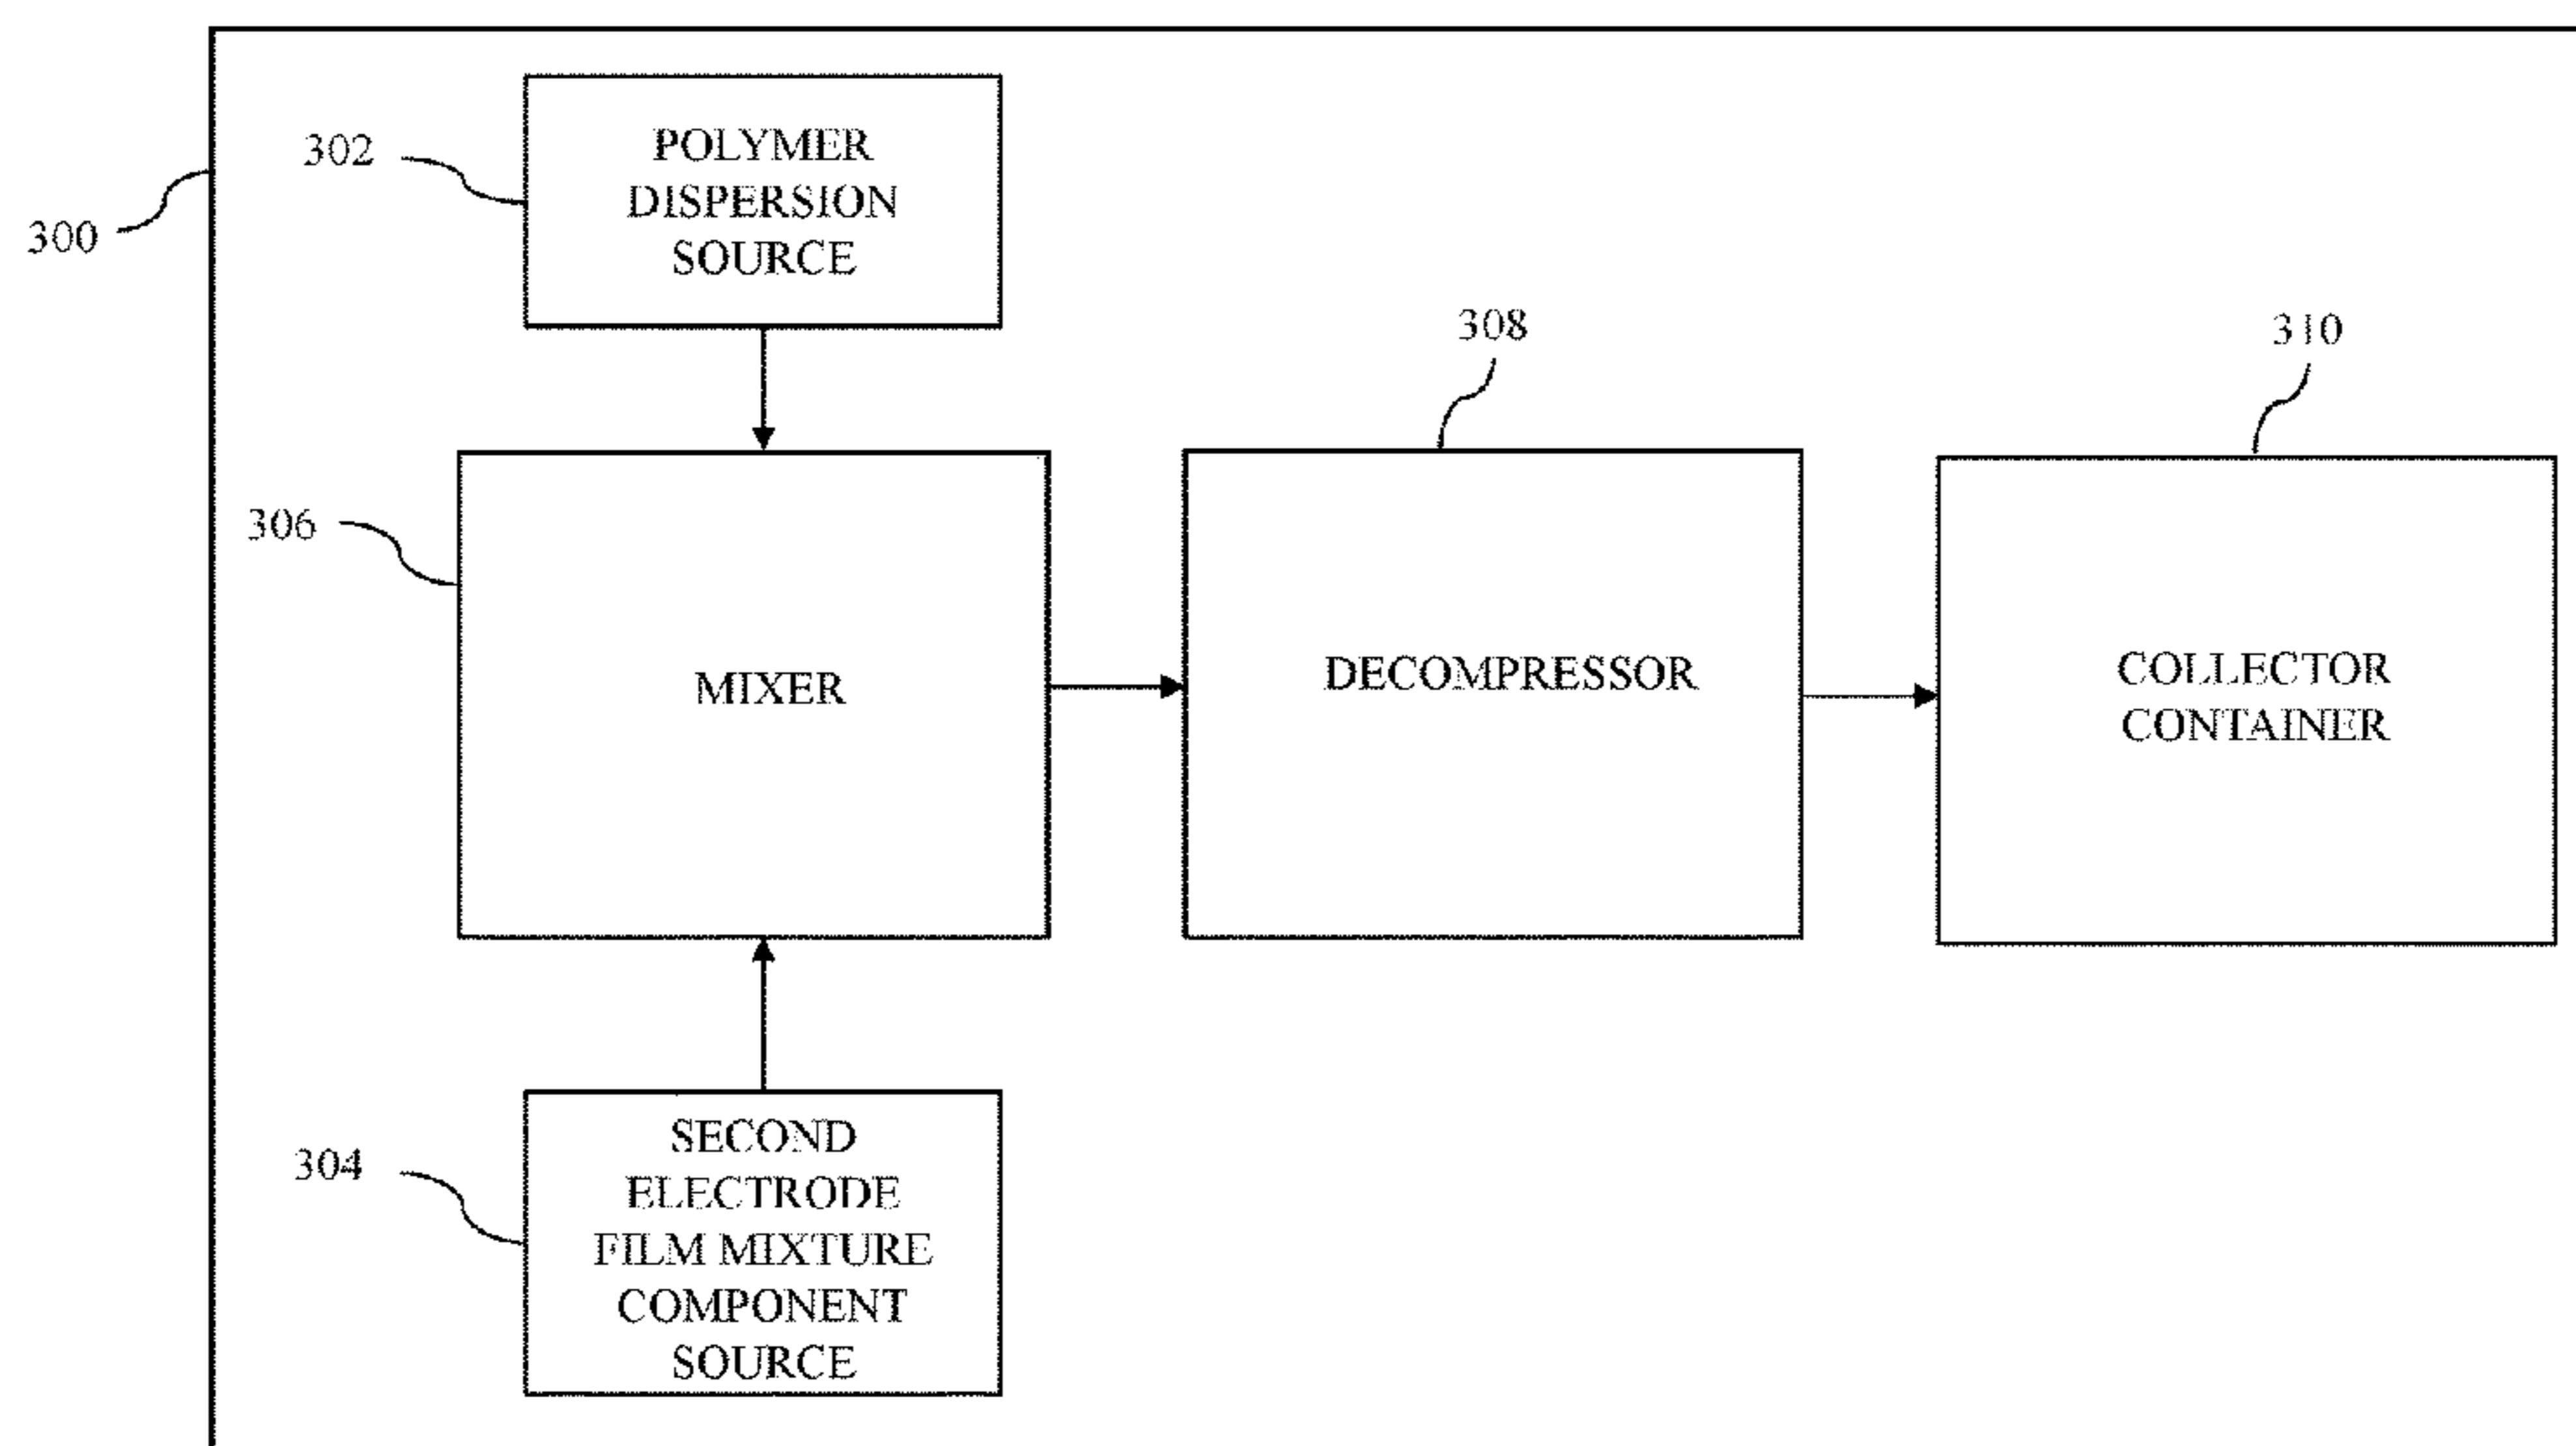 300
302
POLYMER
DISPERSION
SOURCE
306
MIXER
308
DECOMPRESSOR
310
COLLECTOR
CONTAINER
304
SECOND
ELECTRODE
FILM MIXTURE
COMPONENT
SOURCE